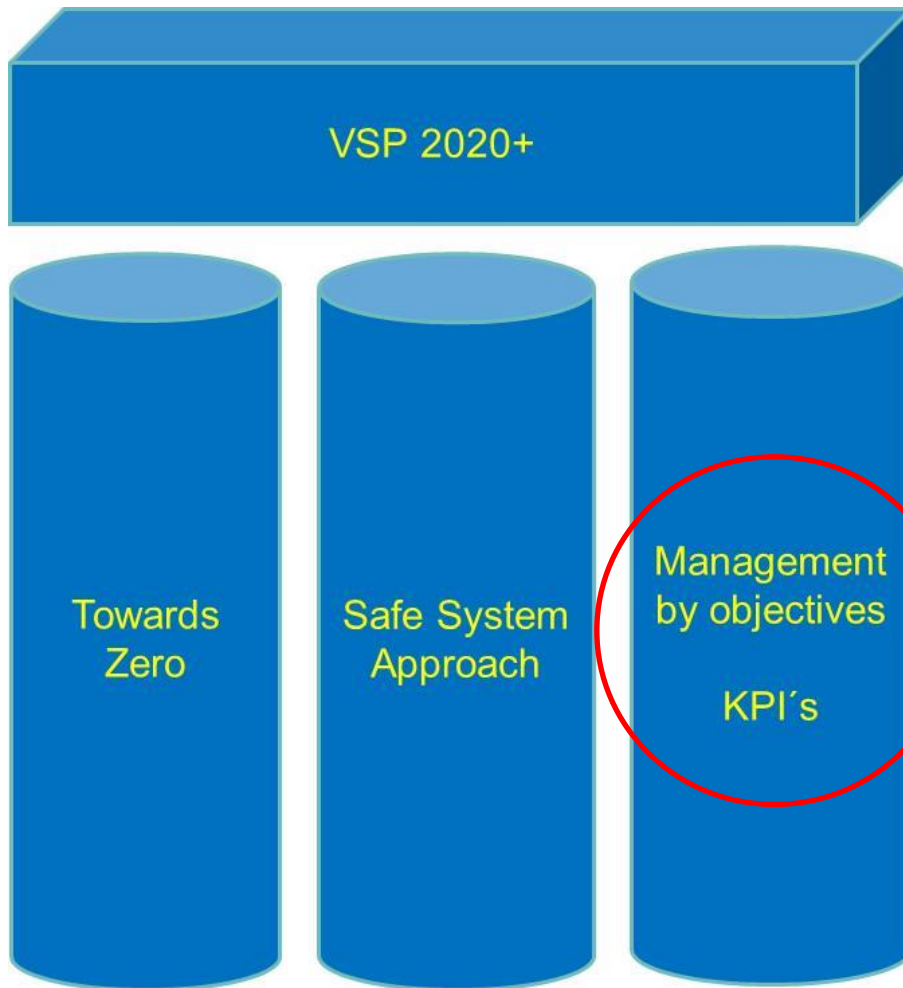 VSP 2020+
Towards
Zero
Safe System
Approach
Management
by objectives
KPI´s